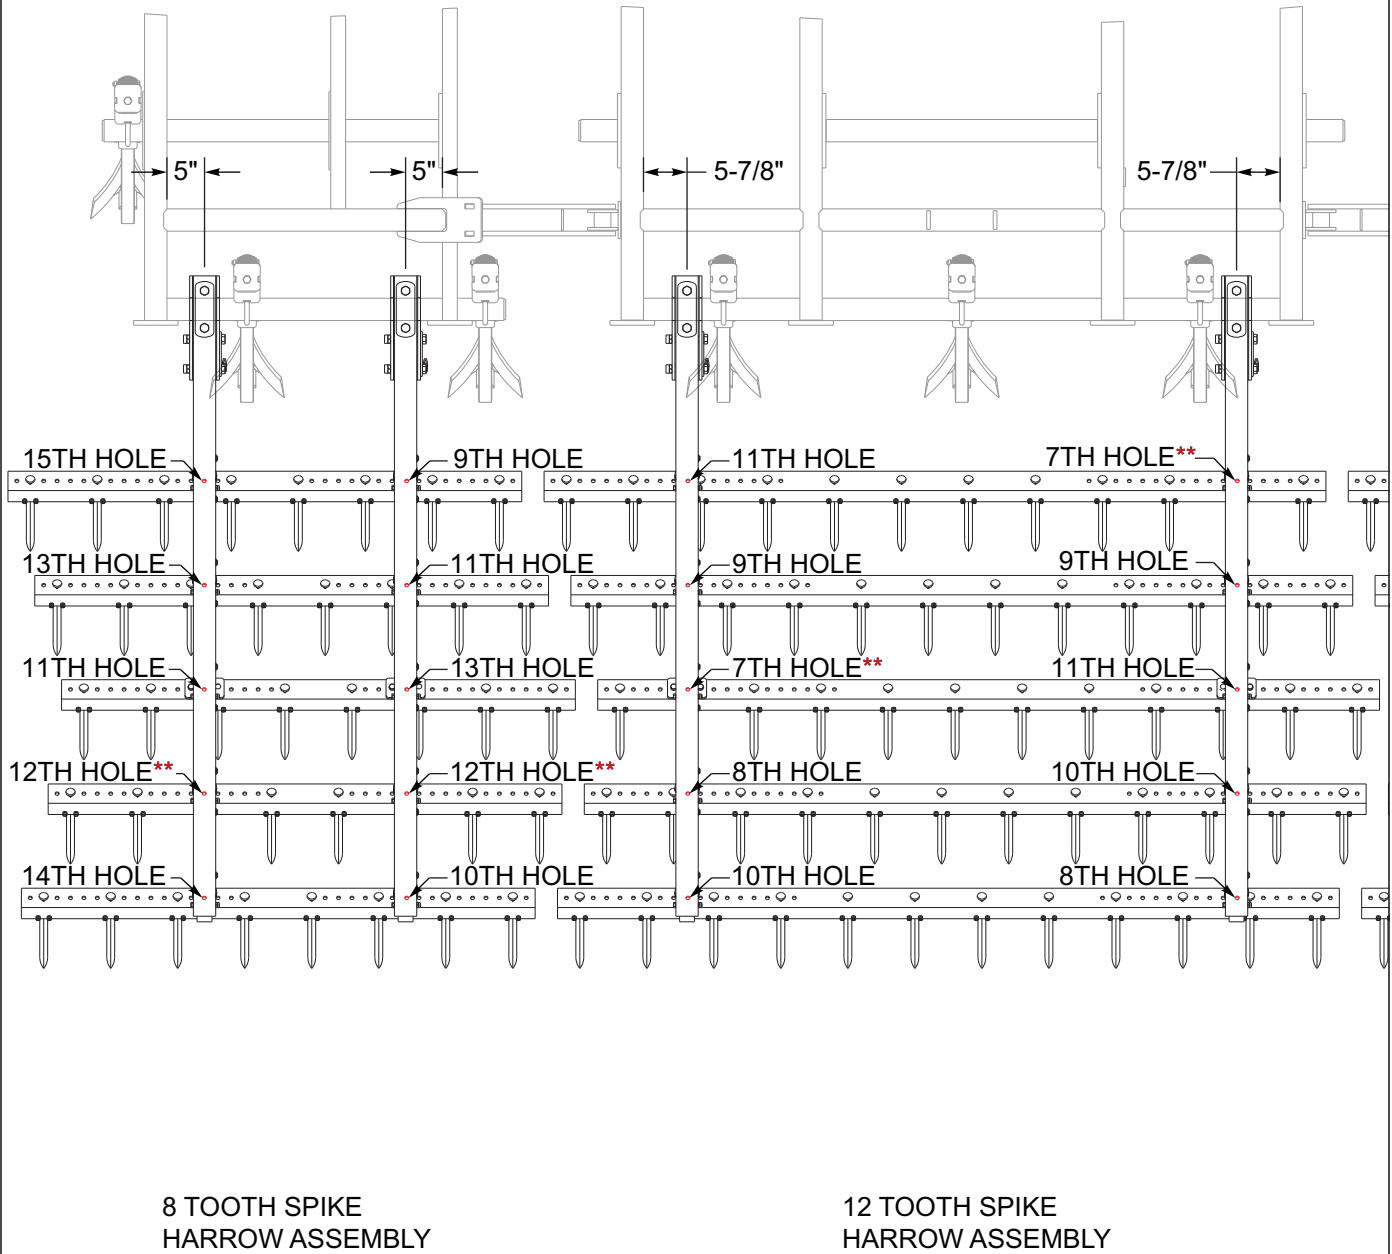 5"
5"
5-7/8"
5-7/8"
15TH HOLE
9TH HOLE
11TH HOLE
7TH HOLE**
13TH HOLE
11TH HOLE
9TH HOLE
9TH HOLE
11TH HOLE
13TH HOLE
7TH HOLE**
11TH HOLE
12TH HOLE**
12TH HOLE**
8TH HOLE
10TH HOLE
14TH HOLE
10TH HOLE
10TH HOLE
8TH HOLE
8 TOOTH SPIKE
HARROW ASSEMBLY
12 TOOTH SPIKE
HARROW ASSEMBLY